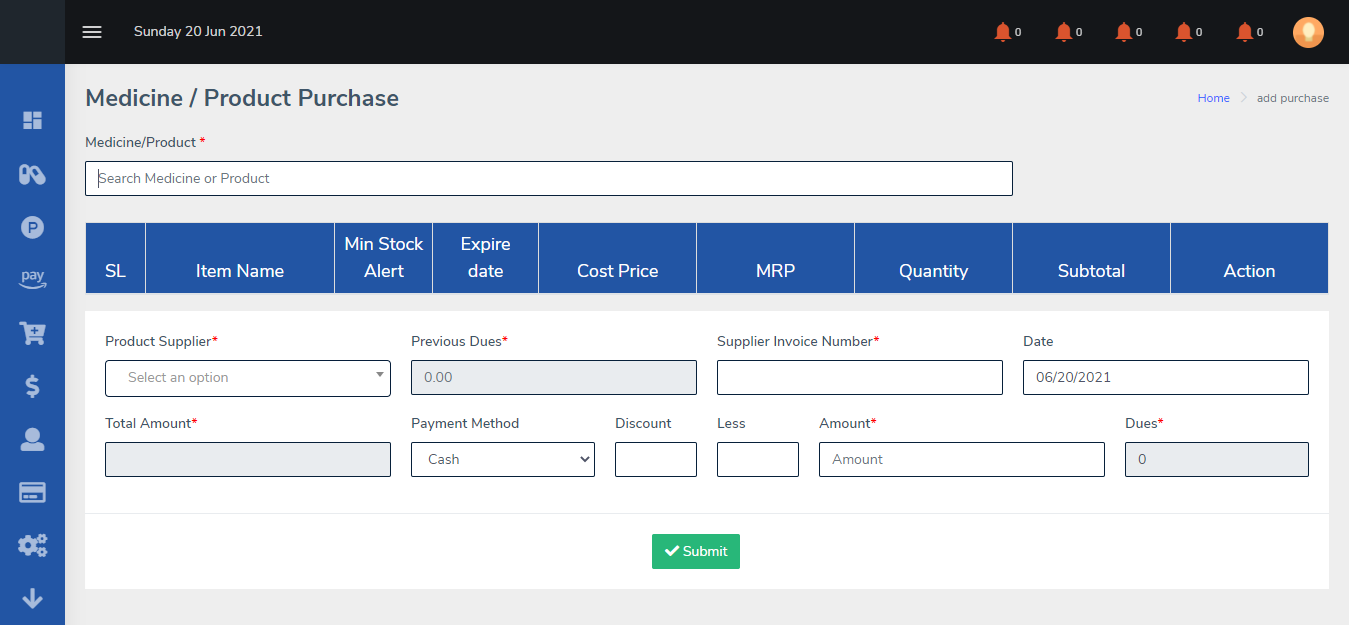 Sunday 20 Jun 2021
0 0 0 0 0
Medicine / Product Purchase
Home add purchase
Medicine/Product *
Search Medicine or Product
SL Item Name Min Stock Alert Expire date Cost Price MRP Quantity Subtotal Action
Product Supplier* Previous Dues* Supplier Invoice Number* Date
Select an option 0.00 06/20/2021
Total Amount* Payment Method Discount Less Amount* Dues*
Cash Amount 0
Submit
P
pay